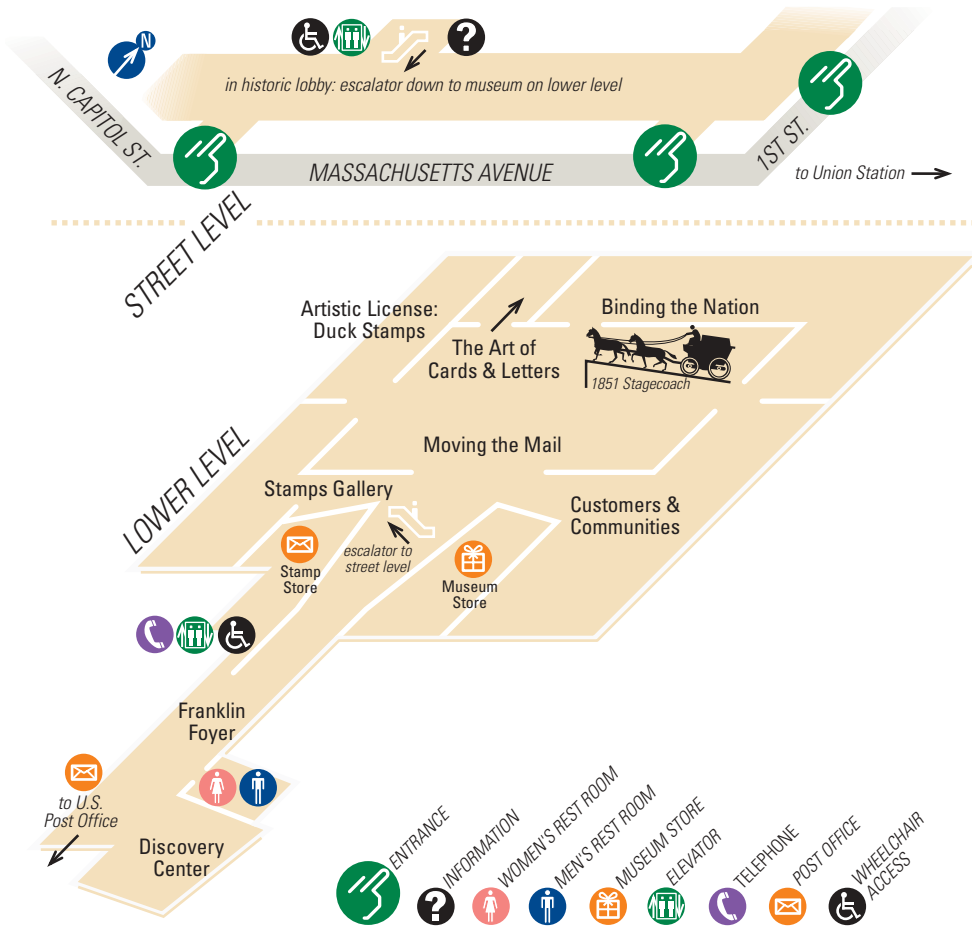 N
in historic lobby: escalator down to museum on lower level
N. CAPITOL ST.
MASSACHUSETTS AVENUE
1ST ST.
to Union Station
STREET LEVEL
Artistic License:
Duck Stamps
The Art of
Cards & Letters
Binding the Nation
1851 Stagecoach
LOWER LEVEL
Moving the Mail
Stamps Gallery
Customers &
Communities
escalator to
street level
Stamp
Store
Museum
Store
Franklin
Foyer
to U.S.
Post Office
Discovery
Center
ENTRANCE
?
INFORMATION
WOMEN'S REST ROOM
MEN'S REST ROOM
MUSEUM STORE
ELEVATOR
TELEPHONE
POST OFFICE
WHEELCHAIR
ACCESS